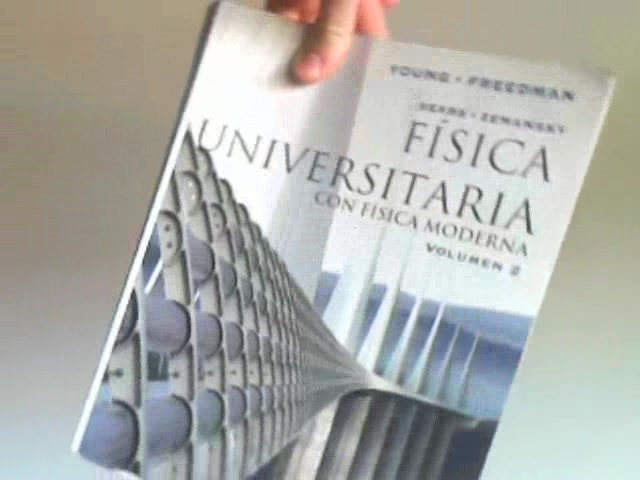 YOUNG • FREEDMAN
SEARS • ZEMANSKY
FÍSICA
UNIVERSITARIA
CON FÍSICA MODERNA
VOLUMEN 2